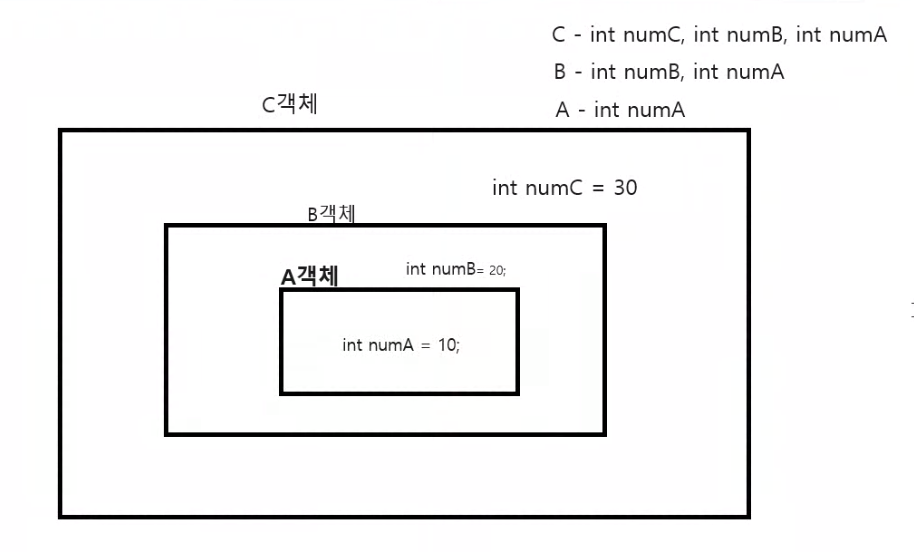 C - int numC, int numB, int numA
B - int numB, int numA
A - int numA
C객체
int numC = 30
B객체
int numB= 20;
A객체
int numA = 10;